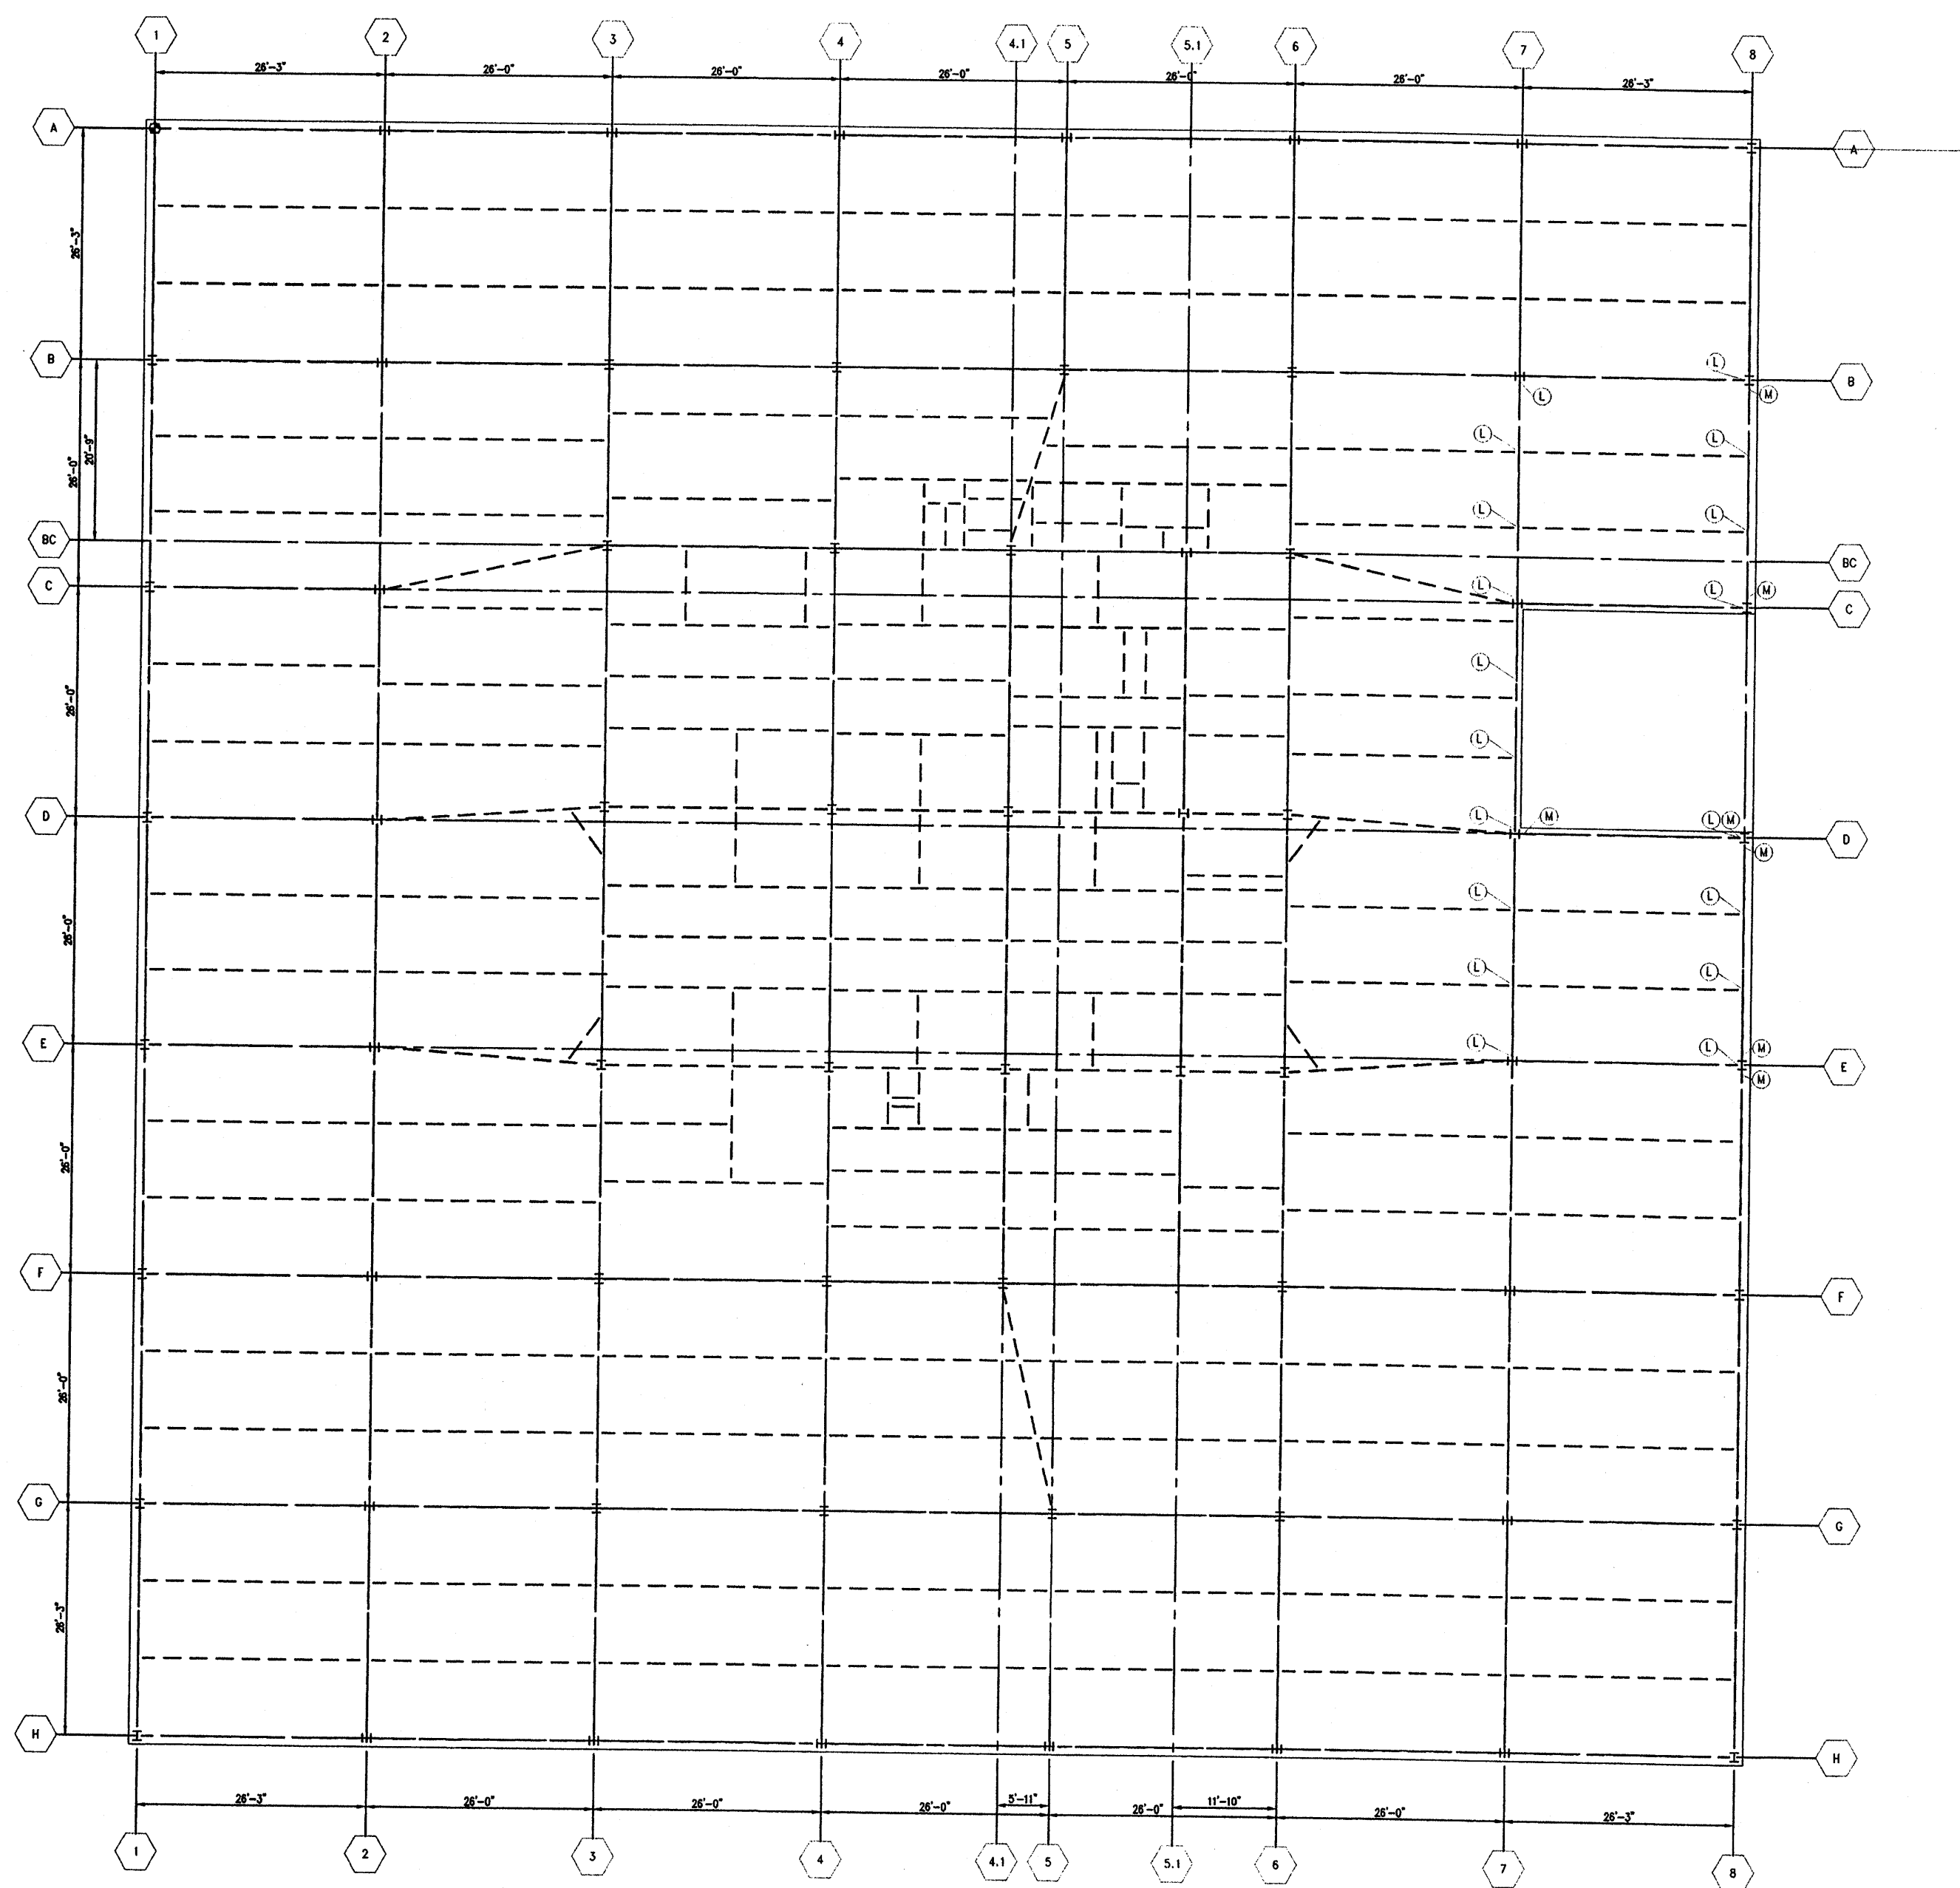 1 2 3 4 4.1 5 5.1 6 7 8
26'-3" 26'-0" 26'-0" 26'-0" 26'-0" 26'-0" 26'-3"
A A
26'-3"
B L M B
L
L L
20'-9"
26'-0"
L L
BC BC
C L L M C
L
26'-0"
L
D L M L M D
M
L L
26'-0"
L L
E L L M E
M
26'-0"
F F
26'-0"
G G
26'-3"
H H
26'-3" 26'-0" 26'-0" 26'-0" 5'-11" 26'-0" 11'-10" 26'-0" 26'-3"
1 2 3 4 4.1 5 5.1 6 7 8